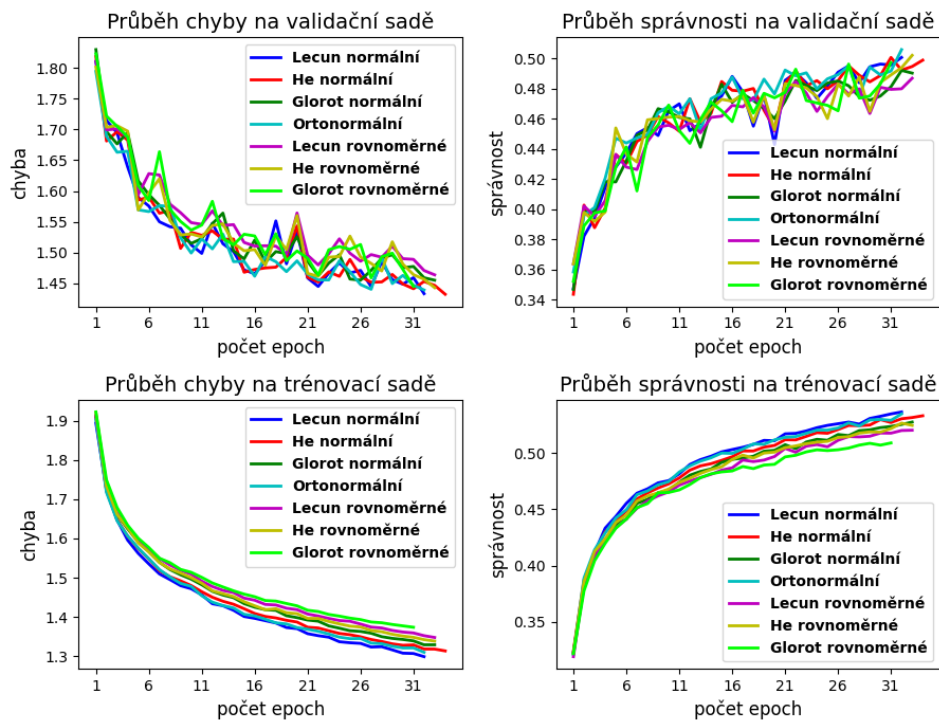 Průběh chyby na validační sadě
1.80
1.75
1.70
1.65
1.60
1.55
1.50
1.45
chyba
1
6
11
16
21
26
31
počet epoch
Lecun normální
He normální
Glorot normální
Ortonormální
Lecun rovnoměrné
He rovnoměrné
Glorot rovnoměrné
Průběh správnosti na validační sadě
0.50
0.48
0.46
0.44
0.42
0.40
0.38
0.36
0.34
správnost
1
6
11
16
21
26
31
počet epoch
Lecun normální
He normální
Glorot normální
Ortonormální
Lecun rovnoměrné
He rovnoměrné
Glorot rovnoměrné
Průběh chyby na trénovací sadě
1.9
1.8
1.7
1.6
1.5
1.4
1.3
chyba
1
6
11
16
21
26
31
počet epoch
Lecun normální
He normální
Glorot normální
Ortonormální
Lecun rovnoměrné
He rovnoměrné
Glorot rovnoměrné
Průběh správnosti na trénovací sadě
0.50
0.45
0.40
0.35
správnost
1
6
11
16
21
26
31
počet epoch
Lecun normální
He normální
Glorot normální
Ortonormální
Lecun rovnoměrné
He rovnoměrné
Glorot rovnoměrné